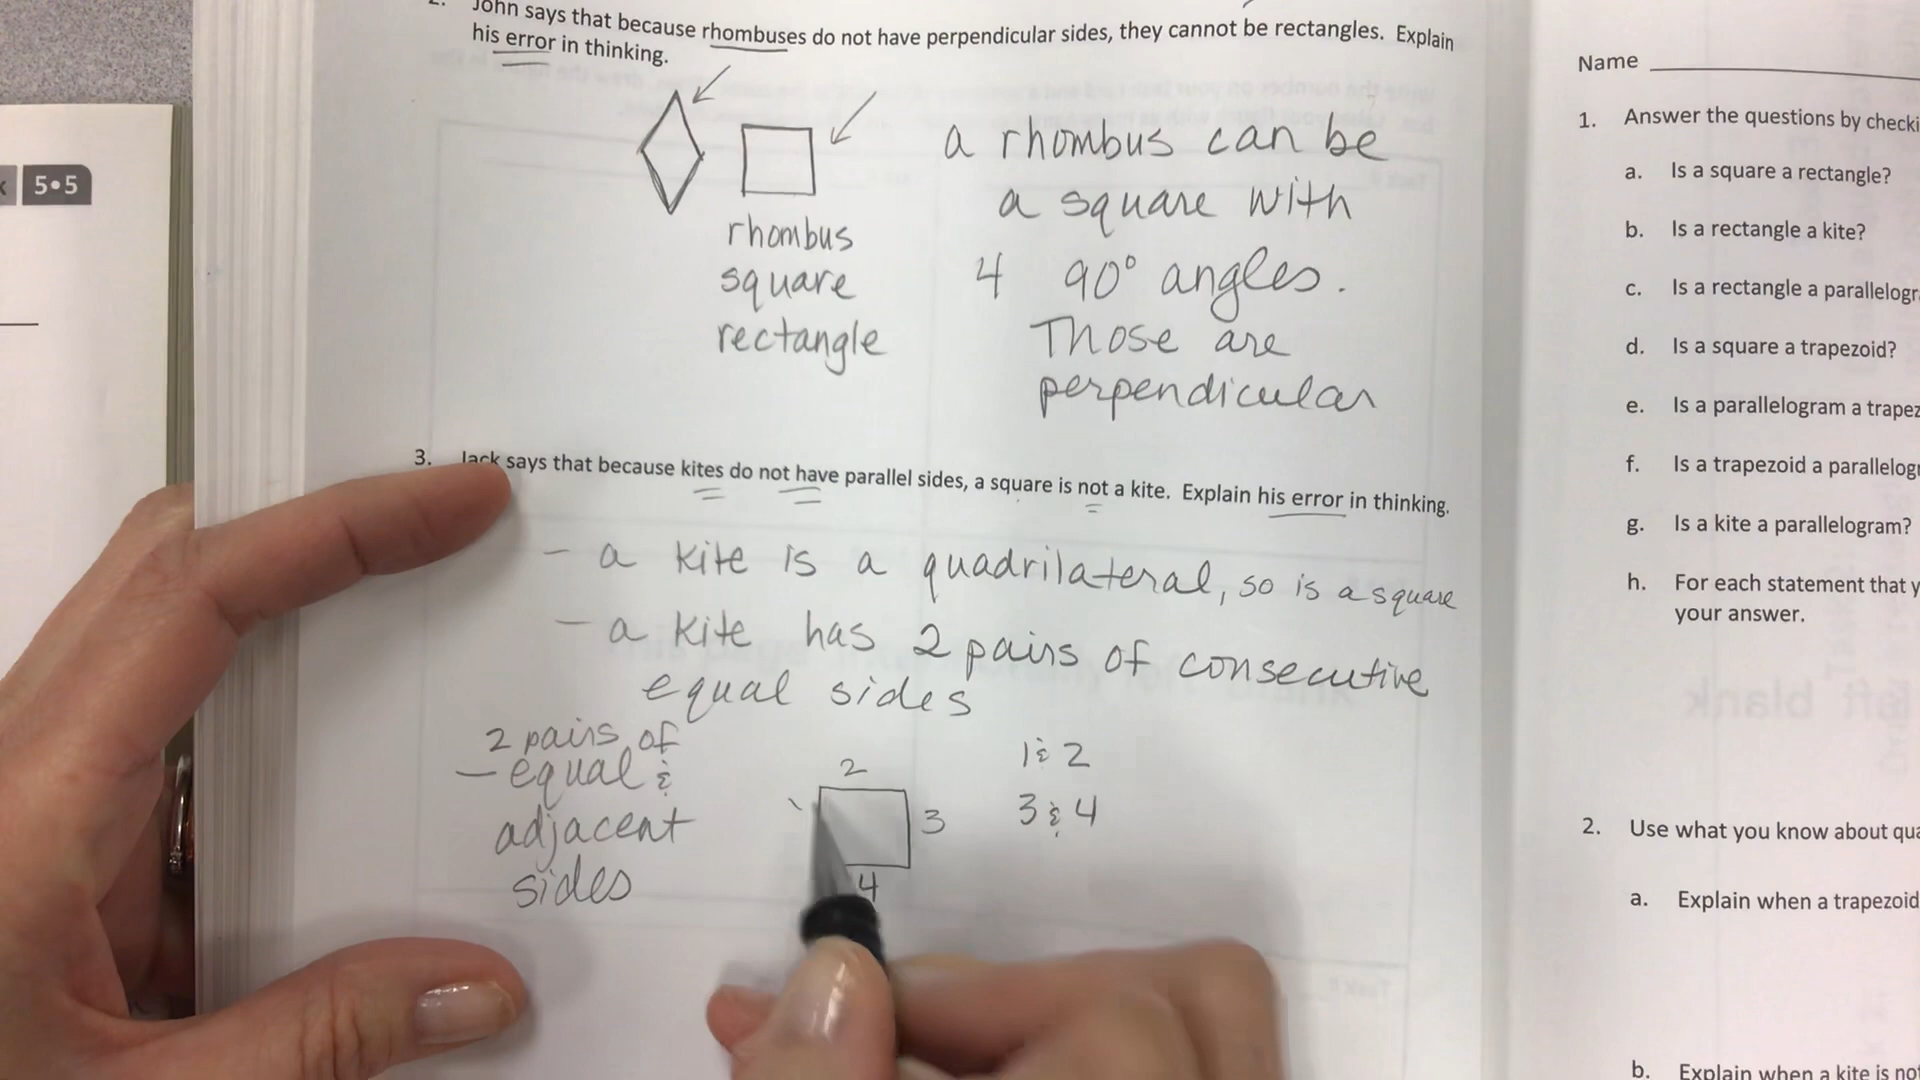 5•5
John says that because rhombuses do not have perpendicular sides, they cannot be rectangles. Explain
his error in thinking.
rhombus
square
rectangle
a rhombus can be
a square with
4 90° angles.
Those are
perpendicular
3. Jack says that because kites do not have parallel sides, a square is not a kite. Explain his error in thinking.
- a kite is a quadrilateral, so is a square
- a kite has 2 pairs of consecutive
equal sides
2 pairs of
- equal &
adjacent
sides
2
3
4
1 & 2
3 & 4
Name
1. Answer the questions by checki
a. Is a square a rectangle?
b. Is a rectangle a kite?
c. Is a rectangle a parallelogr
d. Is a square a trapezoid?
e. Is a parallelogram a trapez
f. Is a trapezoid a parallelog
g. Is a kite a parallelogram?
h. For each statement that y
your answer.
2. Use what you know about qua
a. Explain when a trapezoid
b. Explain when a kite is no